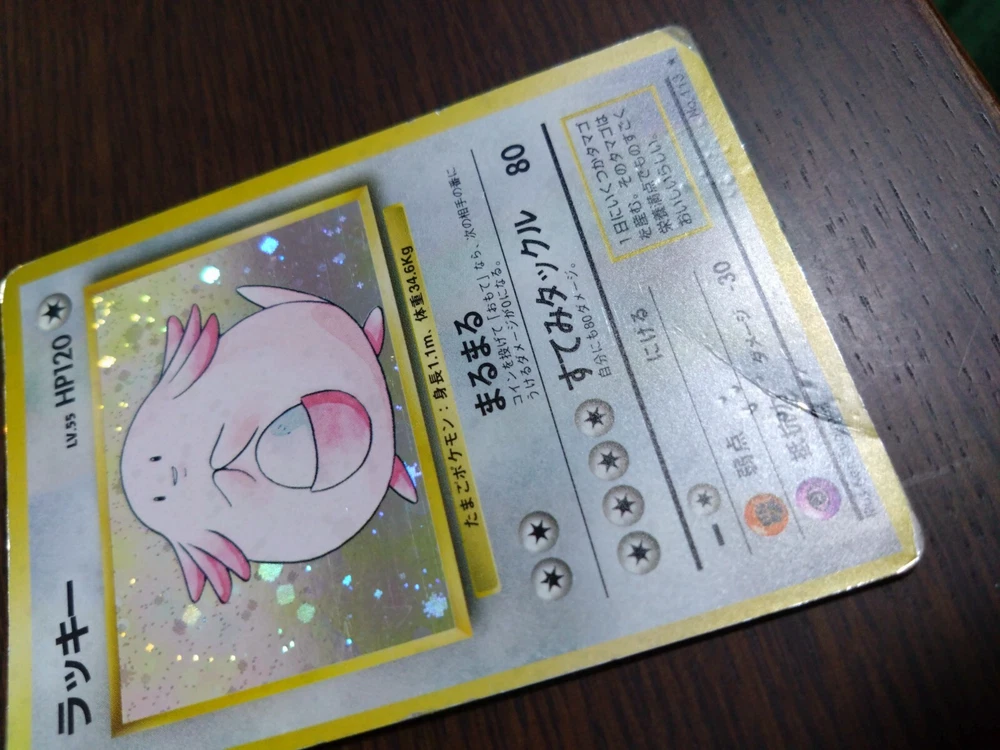 ラッキー
LV.55 HP120
たまごポケモン：身長1.1m、体重34.6Kg
まるまる
コインを投げて「おもて」なら、次の相手の番に
うけるダメージが0になる。
すてみタックル 80
自分にも80ダメージ。
にげる
弱点
ダメージ -30
抵抗力
1日にいくつかタマゴ
を産む。そのタマゴは
栄養満点でものすごく
おいしいらしい。
No.113